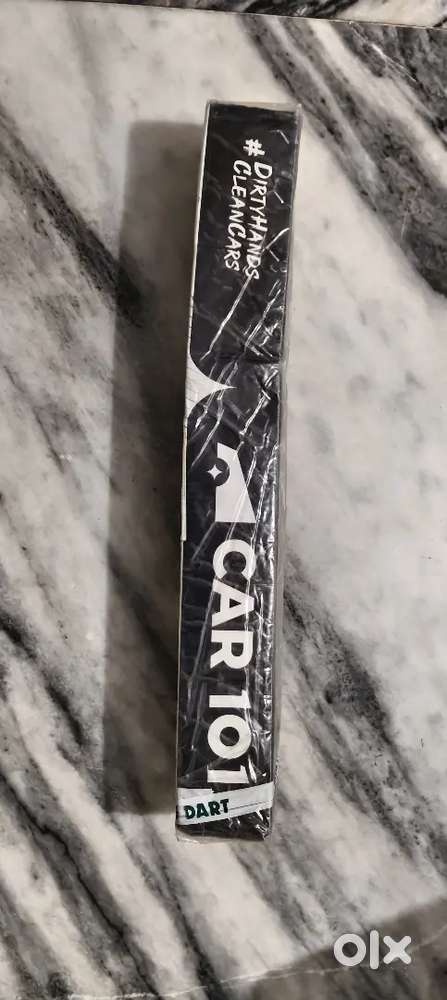 #DIRTYHANDS
CLEANCARS
CAR 101
DART
olx